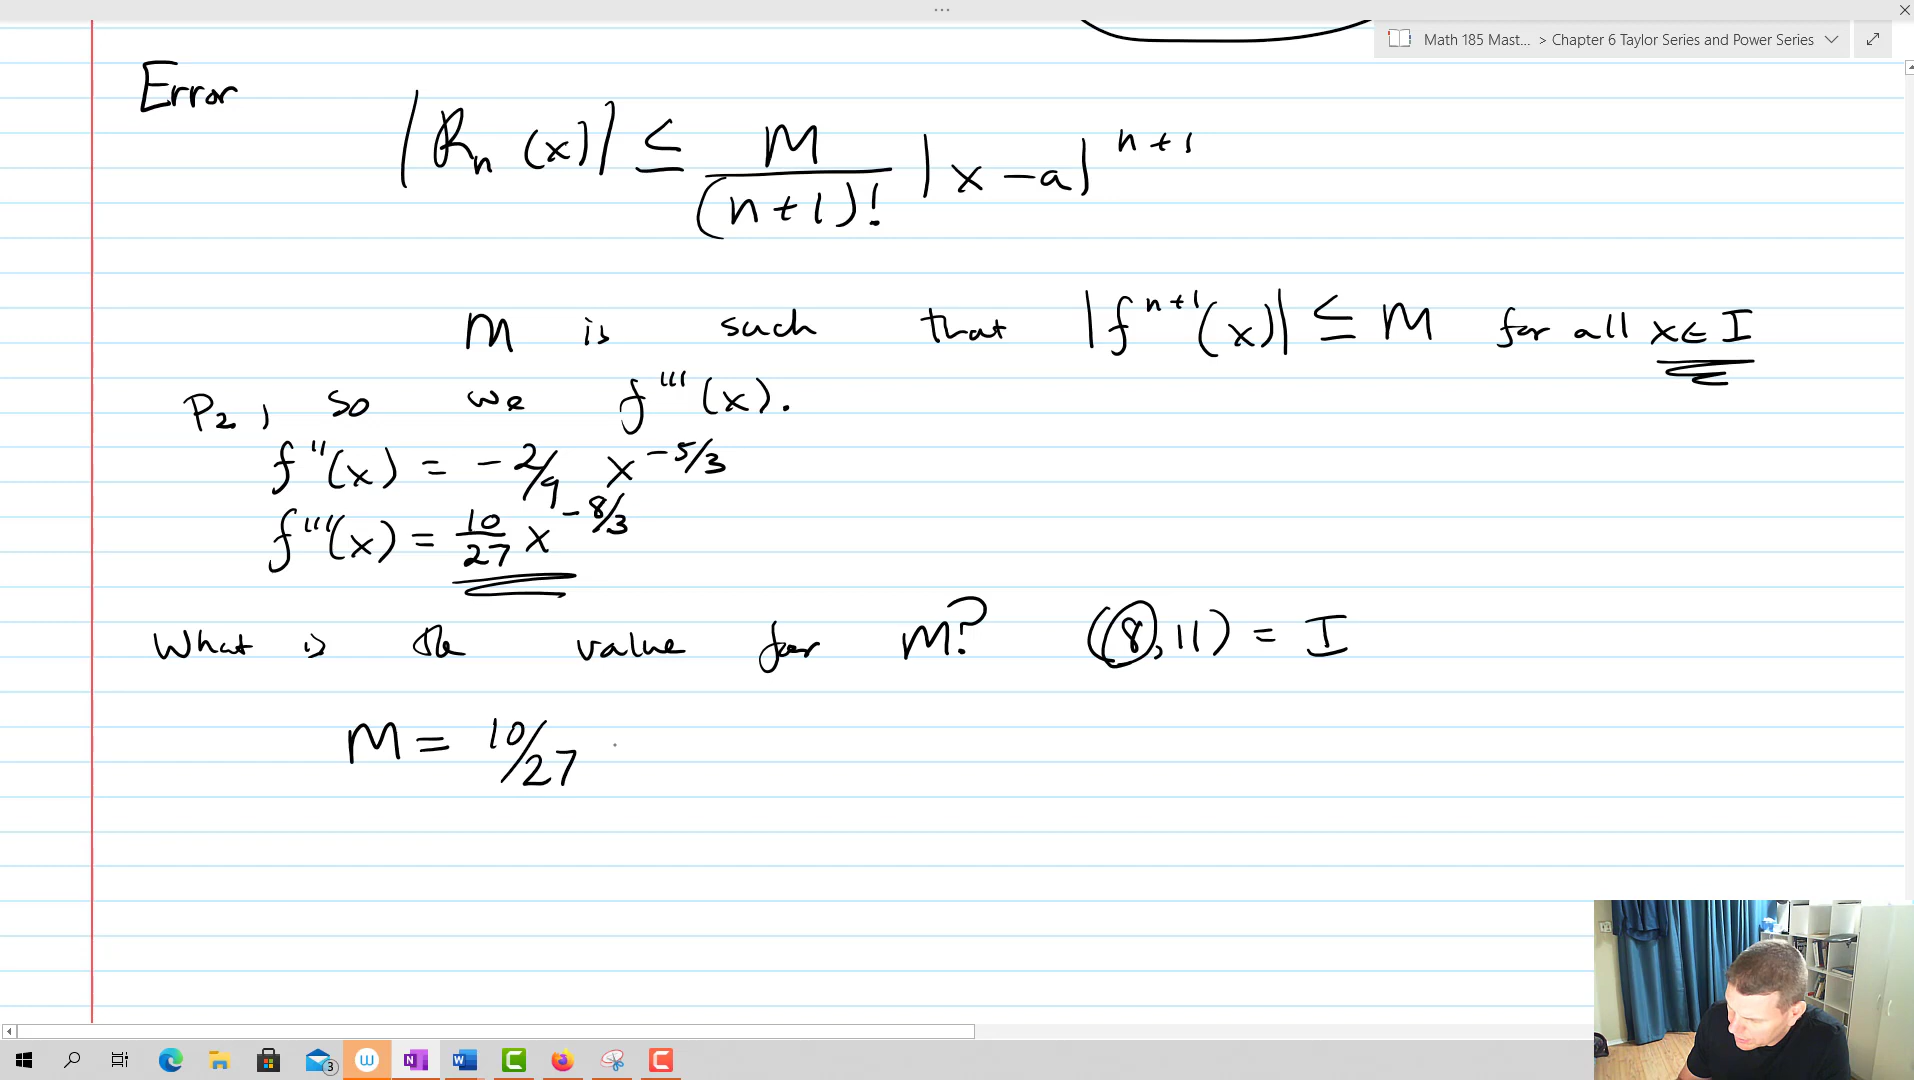 Math 185 Mast... > Chapter 6 Taylor Series and Power Series
Error
|Rn (x)| ≤ M/(n+1)! |x-a|^n+1
M is such that |f^n+1(x)| ≤ M for all x∈I
P2, so we f'''(x).
f''(x) = -2/9 x^-5/3
f'''(x) = 10/27 x^-8/3
What is the value for M? (8,11) = I
M = 10/27
3